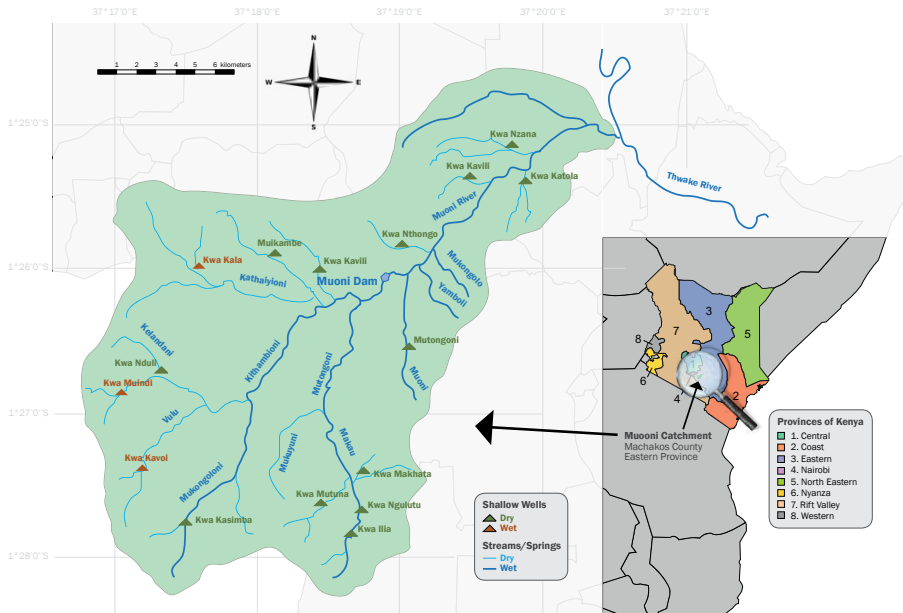 37°17'0"E
37°18'0"E
37°19'0"E
37°20'0"E
37°21'0"E
1 2 3 4 5 6 kilometers
N
W
E
S
1°25'0"S
Kwa Nzana
Kwa Kavili
Kwa Katola
Thwake River
Muoni River
Kwa Nthongo
Muikambe
Kwa Kala
Kwa Kavili
Mukongolo
1°26'0"S
Kathaiyioni
Muooni Dam
Yamboli
3
7
5
8
Kelandani
Mutongoni
Kwa Nduli
Kithambioni
Mutongoni
Muoni
Kwa Muindi
6
4
2
1°27'0"S
Vulu
Muooni Catchment
Machakos County
Eastern Province
Provinces of Kenya
1. Central
2. Coast
3. Eastern
4. Nairobi
5. North Eastern
6. Nyanza
7. Rift Valley
8. Western
Makau
Mukuyuni
Kwa Kavoi
Mukongoioni
Kwa Makhata
Kwa Mutuna
Kwa Ngulutu
Kwa Kasimba
Kwa Ilia
1°28'0"S
Shallow Wells
Dry
Wet
Streams/Springs
Dry
Wet